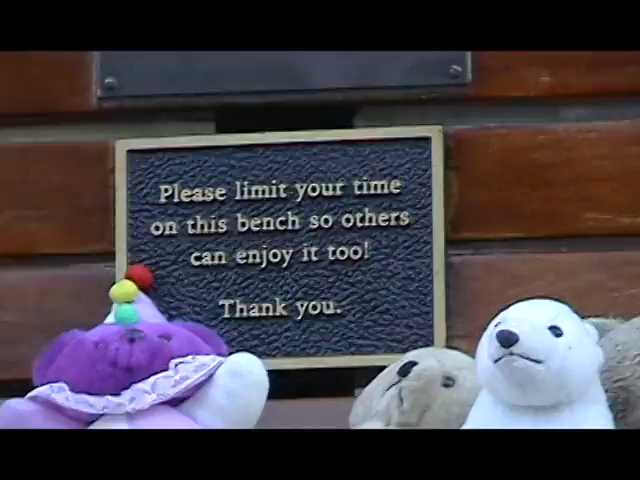 Please limit your time
on this bench so others
can enjoy it too!
Thank you.